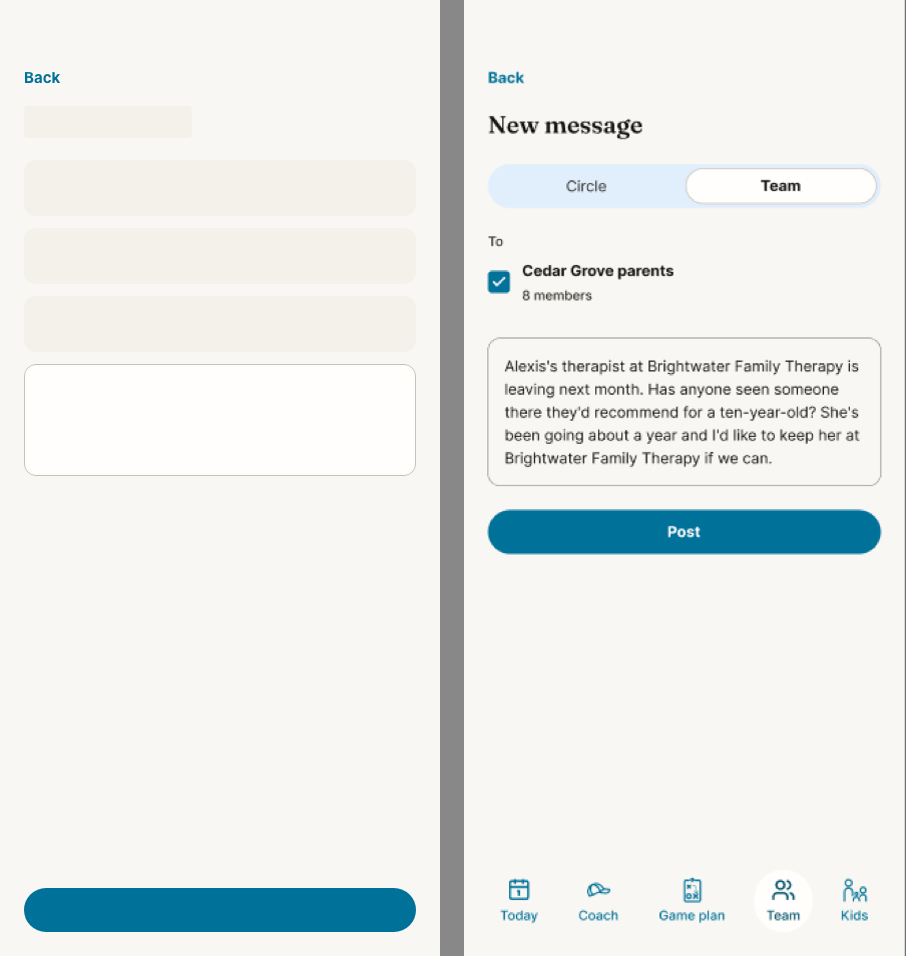 Back
Back
New message
Circle
Team
To
Cedar Grove parents
8 members
Alexis's therapist at Brightwater Family Therapy is
leaving next month. Has anyone seen someone
there they'd recommend for a ten-year-old? She's
been going about a year and I'd like to keep her at
Brightwater Family Therapy if we can.
Post
1
Today
Coach
Game plan
Team
Kids